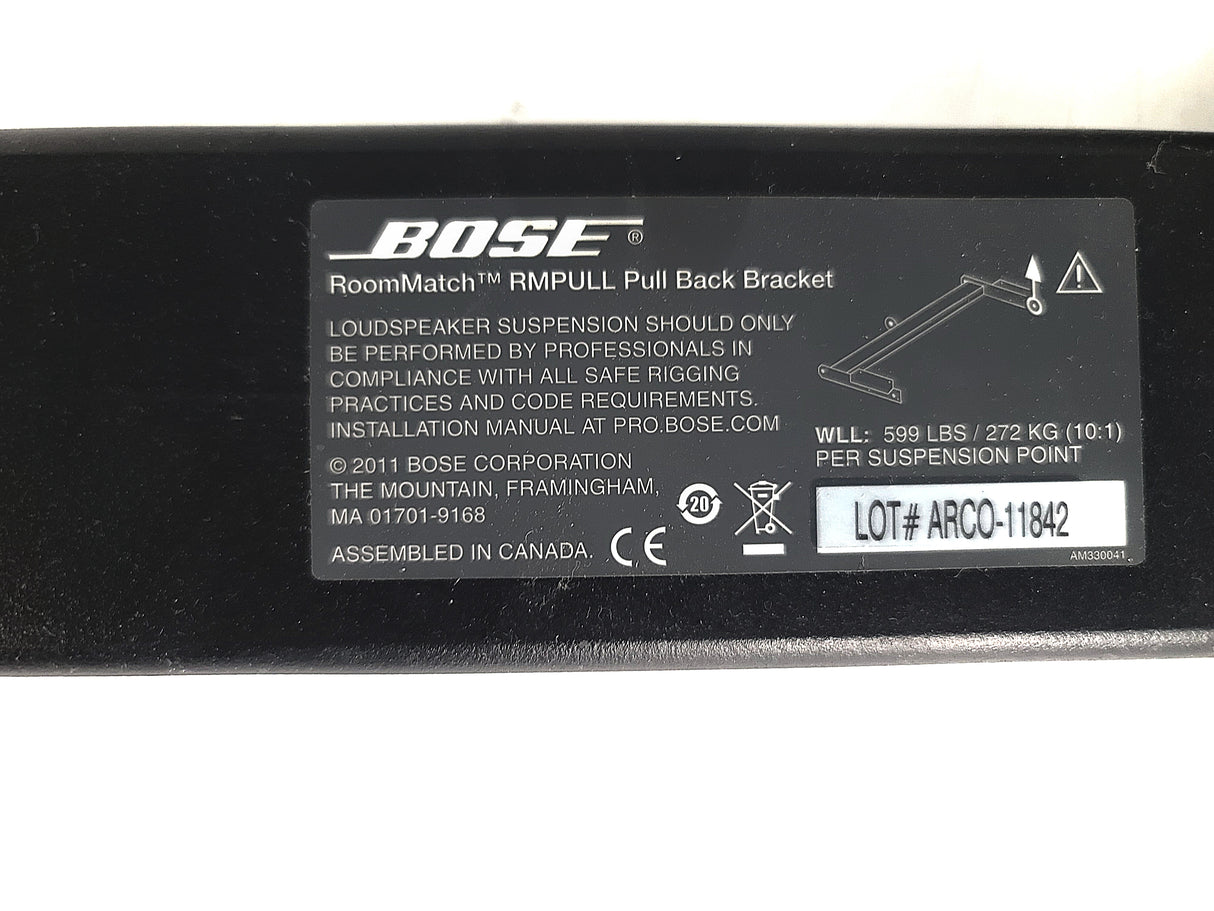 BOSE®
RoomMatch™ RMPULL Pull Back Bracket
LOUDSPEAKER SUSPENSION SHOULD ONLY
BE PERFORMED BY PROFESSIONALS IN
COMPLIANCE WITH ALL SAFE RIGGING
PRACTICES AND CODE REQUIREMENTS.
INSTALLATION MANUAL AT PRO.BOSE.COM
© 2011 BOSE CORPORATION
THE MOUNTAIN, FRAMINGHAM,
MA 01701-9168
ASSEMBLED IN CANADA.
CE
20
WLL: 599 LBS / 272 KG (10:1)
PER SUSPENSION POINT
LOT# ARCO-11842
AM330041